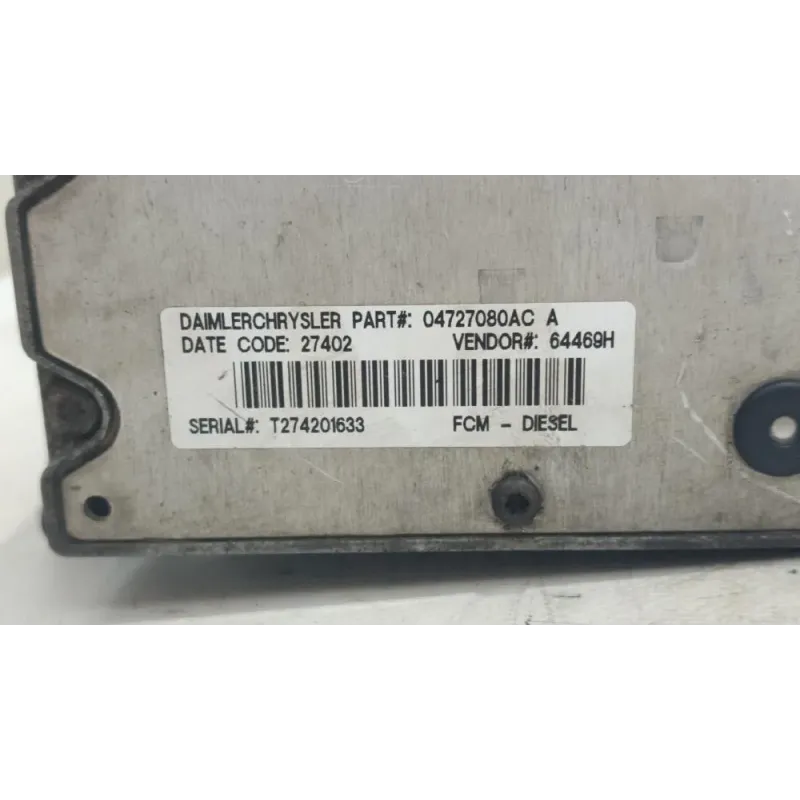 DAIMLERCHRYSLER PART#: 04727080AC A
DATE CODE: 27402 VENDOR#: 64469H
SERIAL#: T274201633 FCM - DIESEL